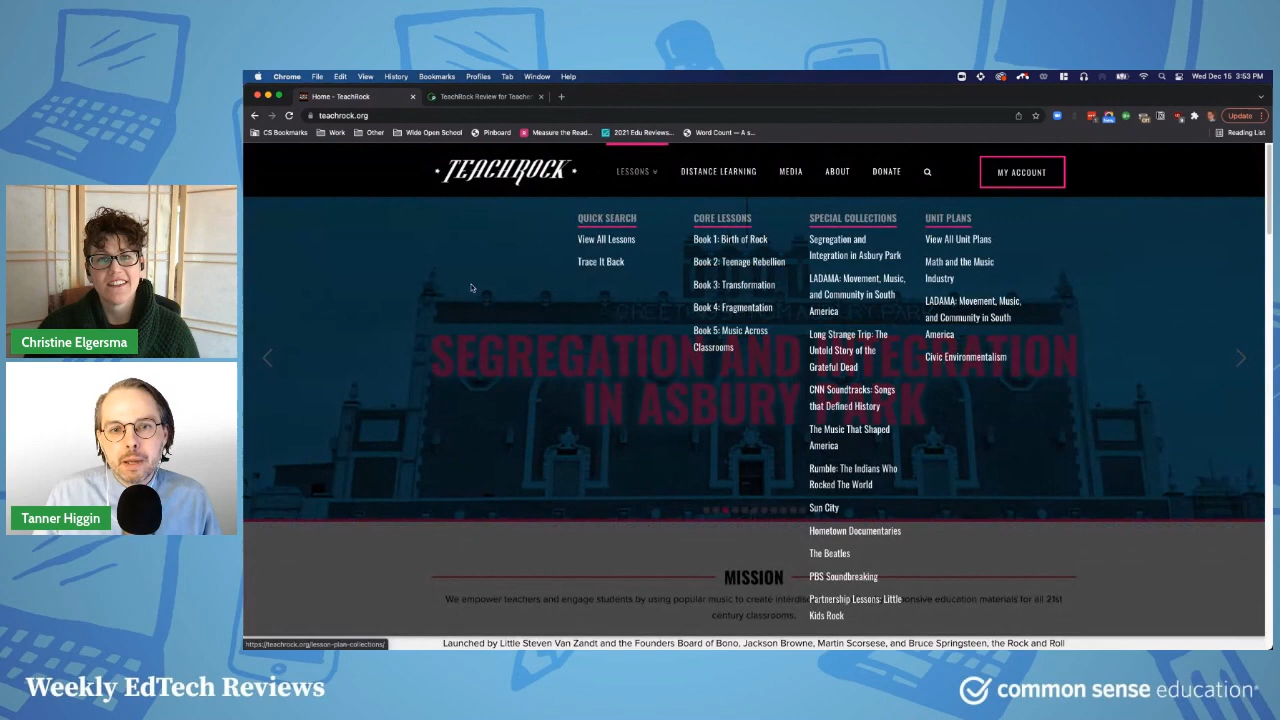 Chrome File Edit View History Bookmarks Profiles Tab Window Help
Wed Dec 15 3:53 PM
Home - TeachRock
TeachRock Review for Teache
teachrock.org
Update
CS Bookmarks Work Other Wide Open School Pinboard Measure the Read... 2021 Edu Reviews... Word Count — A s...
Reading List
TEACHROCK
LESSONS DISTANCE LEARNING MEDIA ABOUT DONATE
MY ACCOUNT
QUICK SEARCH
View All Lessons
Trace It Back
CORE LESSONS
Book 1: Birth of Rock
Book 2: Teenage Rebellion
Book 3: Transformation
Book 4: Fragmentation
Book 5: Music Across
Classrooms
SPECIAL COLLECTIONS
Segregation and
Integration in Asbury Park
LADAMA: Movement, Music,
and Community in South
America
Long Strange Trip: The
Untold Story of the
Grateful Dead
CNN Soundtracks: Songs
that Defined History
The Music That Shaped
America
Rumble: The Indians Who
Rocked The World
Sun City
Hometown Documentaries
The Beatles
PBS Soundbreaking
Partnership Lessons: Little
Kids Rock
UNIT PLANS
View All Unit Plans
Math and the Music
Industry
LADAMA: Movement, Music,
and Community in South
America
Civic Environmentalism
SEGREGATION AND INTEGRATION
IN ASBURY PARK
MISSION
We empower teachers and engage students by using popular music to create responsive education materials for all 21st
century classrooms.
Launched by Little Steven Van Zandt and the Founders Board of Bono, Jackson Browne, Martin Scorsese, and Bruce Springsteen, the Rock and Roll
https://teachrock.org/lesson-plan-collections/
Christine Elgersma
Tanner Higgin
Weekly EdTech Reviews
common sense education